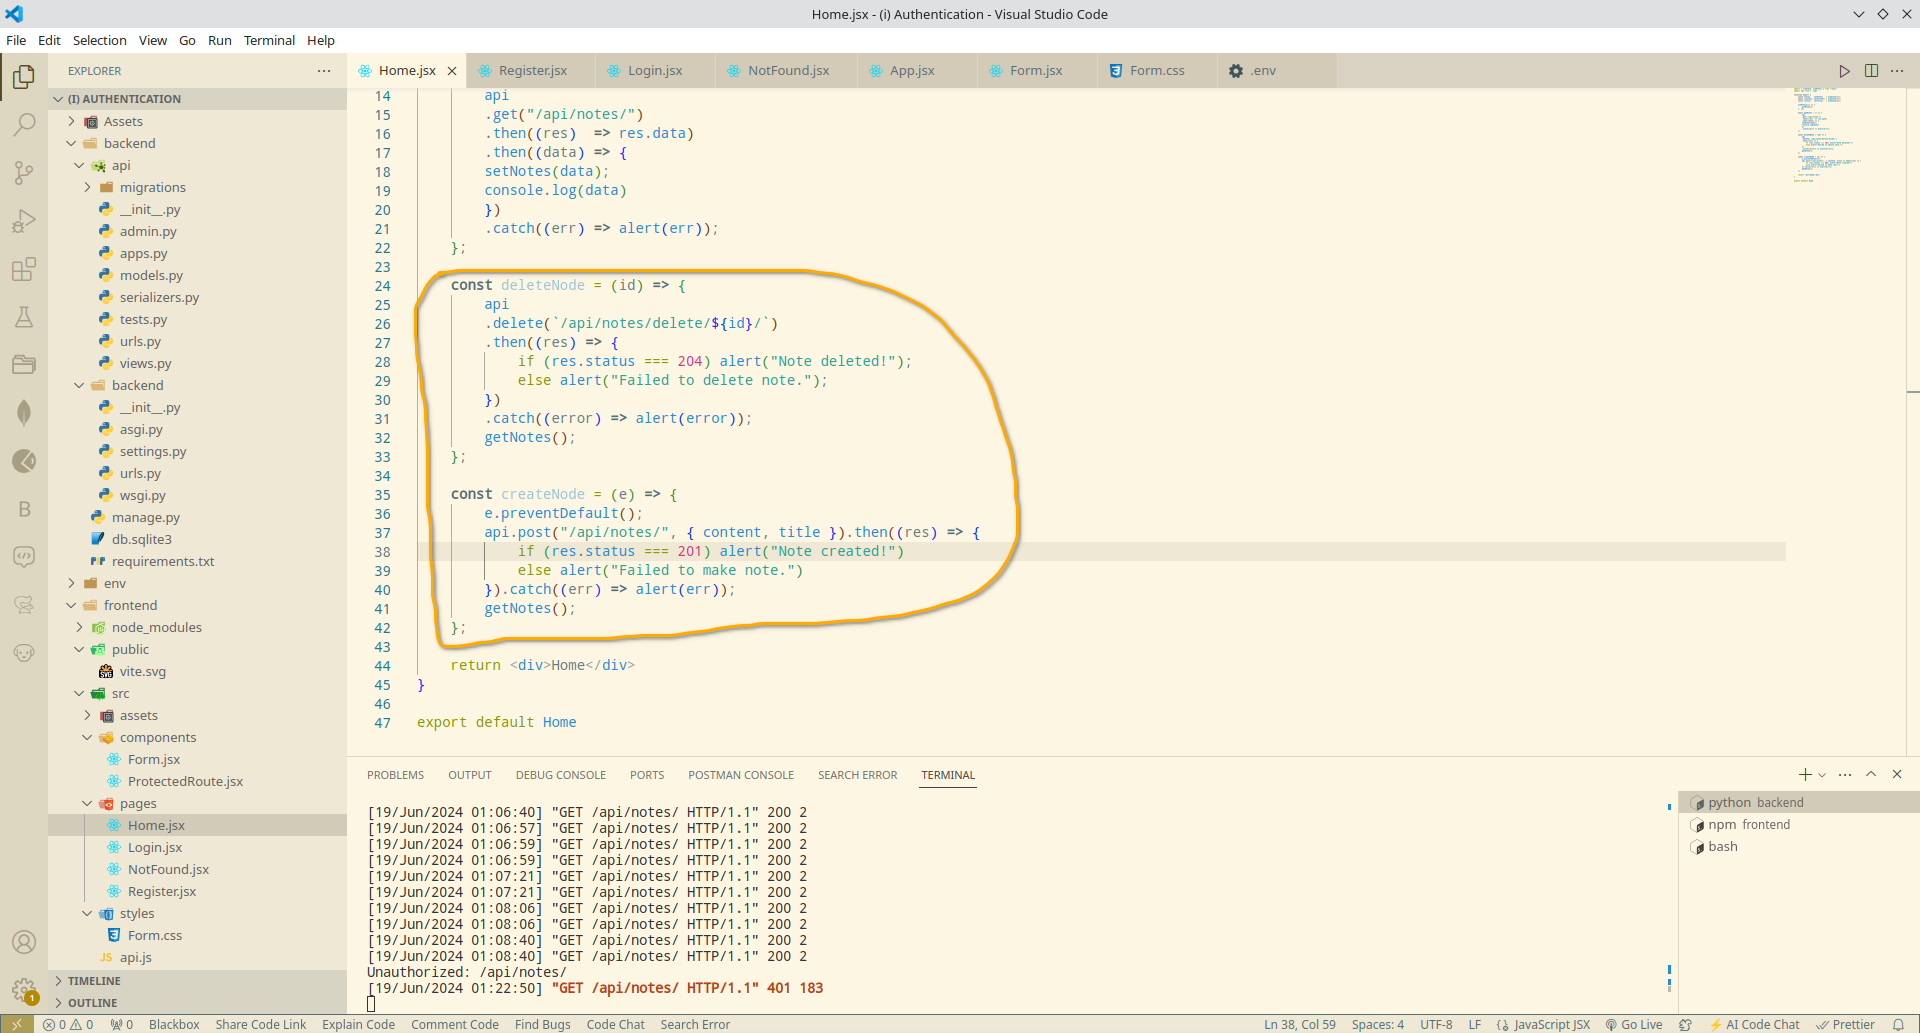 Home.jsx - (i) Authentication - Visual Studio Code
File Edit Selection View Go Run Terminal Help
EXPLORER
(I) AUTHENTICATION
Assets
backend
api
migrations
__init__.py
admin.py
apps.py
models.py
serializers.py
tests.py
urls.py
views.py
backend
__init__.py
asgi.py
settings.py
urls.py
wsgi.py
manage.py
db.sqlite3
requirements.txt
env
frontend
node_modules
public
vite.svg
src
assets
components
Form.jsx
ProtectedRoute.jsx
pages
Home.jsx
Login.jsx
NotFound.jsx
Register.jsx
styles
Form.css
JS api.js
TIMELINE
OUTLINE
Home.jsx Register.jsx Login.jsx NotFound.jsx App.jsx Form.jsx Form.css .env
14 api
15 .get("/api/notes/")
16 .then((res)  => res.data)
17 .then((data) => {
18 setNotes(data);
19 console.log(data)
20 })
21 .catch((err) => alert(err));
22 };
23
24 const deleteNode = (id) => {
25 api
26 .delete(`/api/notes/delete/${id}/`)
27 .then((res) => {
28 if (res.status === 204) alert("Note deleted!");
29 else alert("Failed to delete note.");
30 })
31 .catch((error) => alert(error));
32 getNotes();
33 };
34
35 const createNode = (e) => {
36 e.preventDefault();
37 api.post("/api/notes/", { content, title }).then((res) => {
38 if (res.status === 201) alert("Note created!")
39 else alert("Failed to make note.")
40 }).catch((err) => alert(err));
41 getNotes();
42 };
43
44 return <div>Home</div>
45 }
46
47 export default Home
PROBLEMS OUTPUT DEBUG CONSOLE PORTS POSTMAN CONSOLE SEARCH ERROR TERMINAL
[19/Jun/2024 01:06:40] "GET /api/notes/ HTTP/1.1" 200 2
[19/Jun/2024 01:06:57] "GET /api/notes/ HTTP/1.1" 200 2
[19/Jun/2024 01:06:59] "GET /api/notes/ HTTP/1.1" 200 2
[19/Jun/2024 01:06:59] "GET /api/notes/ HTTP/1.1" 200 2
[19/Jun/2024 01:07:21] "GET /api/notes/ HTTP/1.1" 200 2
[19/Jun/2024 01:07:21] "GET /api/notes/ HTTP/1.1" 200 2
[19/Jun/2024 01:08:06] "GET /api/notes/ HTTP/1.1" 200 2
[19/Jun/2024 01:08:06] "GET /api/notes/ HTTP/1.1" 200 2
[19/Jun/2024 01:08:40] "GET /api/notes/ HTTP/1.1" 200 2
[19/Jun/2024 01:08:40] "GET /api/notes/ HTTP/1.1" 200 2
Unauthorized: /api/notes/
[19/Jun/2024 01:22:50] "GET /api/notes/ HTTP/1.1" 401 183
python backend
npm frontend
bash
B
1
0 0 0 Blackbox Share Code Link Explain Code Comment Code Find Bugs Code Chat Search Error Ln 38, Col 59 Spaces: 4 UTF-8 LF JavaScript JSX Go Live AI Code Chat Prettier